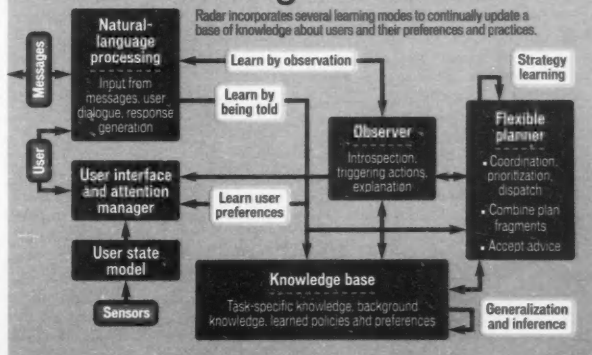 Radar incorporates several learning modes to continually update a
base of knowledge about users and their preferences and practices.
Natural-
language
processing
Input from
messages, user
dialogue, response
generation
Messages
User
Learn by observation
Learn by
being told
Strategy
learning
Observer
Introspection,
triggering actions,
explanation
Flexible
planner
• Coordination,
prioritization,
dispatch
• Combine plan
fragments
• Accept advice
User interface
and attention
manager
Learn user
preferences
User state
model
Sensors
Knowledge base
Task-specific knowledge, background
knowledge, learned policies and preferences
Generalization
and inference